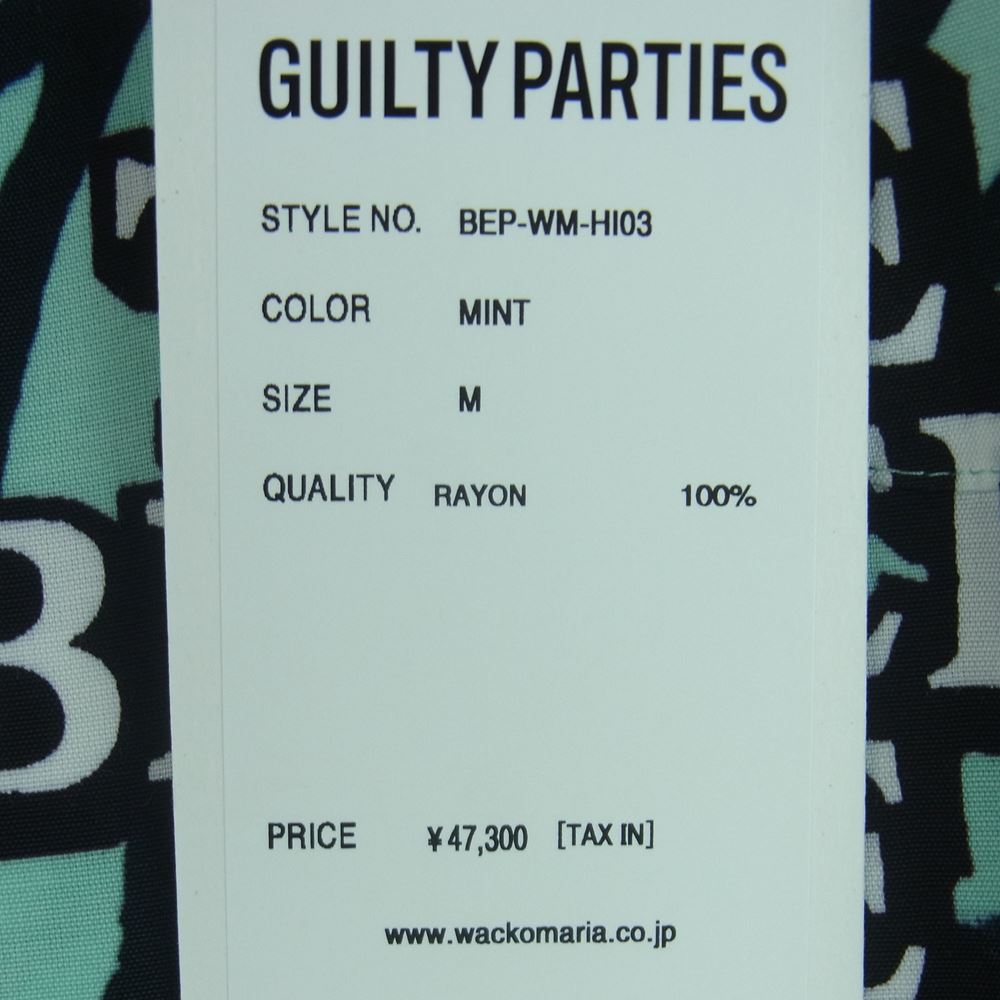 GUILTY PARTIES
STYLE NO. BEP-WM-HI03
COLOR MINT
SIZE M
QUALITY RAYON 100%
PRICE ¥47,300 [TAX IN]
www.wackomaria.co.jp